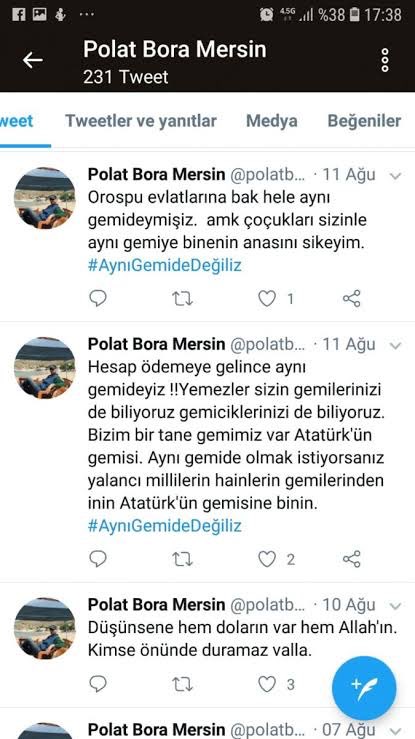 4.5G %38 17:38
Polat Bora Mersin
231 Tweet
weet Tweetler ve yanıtlar Medya Beğeniler
Polat Bora Mersin @polatb... · 11 Ağu
Orospu evlatlarına bak hele aynı
gemideymişiz. amk çoçukları sizinle
aynı gemiye binenin anasını sikeyim.
#AynıGemideDeğiliz
1
Polat Bora Mersin @polatb... · 11 Ağu
Hesap ödemeye gelince aynı
gemideyiz !!Yemezler sizin gemilerinizi
de biliyoruz gemiciklerinizi de biliyoruz.
Bizim bir tane gemimiz var Atatürk'ün
gemisi. Aynı gemide olmak istiyorsanız
yalancı millilerin hainlerin gemilerinden
inin Atatürk'ün gemisine binin.
#AynıGemideDeğiliz
2
Polat Bora Mersin @polatb... · 10 Ağu
Düşünsene hem doların var hem Allah'ın.
Kimse önünde duramaz valla.
3
Polat Bora Mersin @polatb... · 07 Ağu